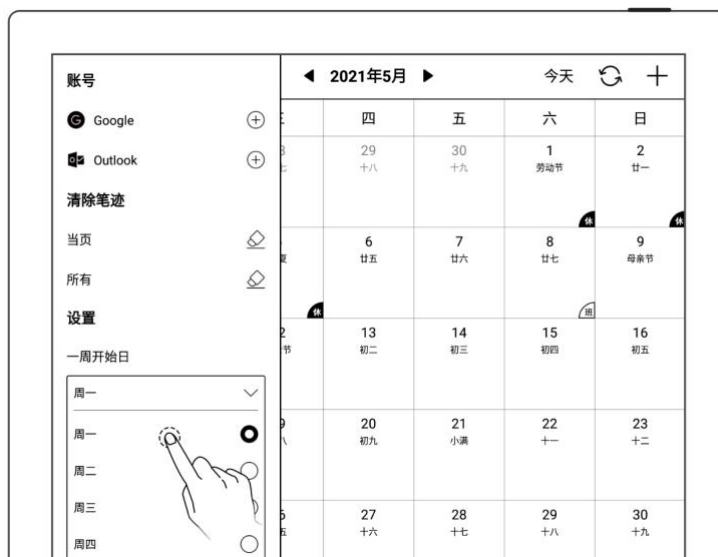 账号
Google
Outlook
清除笔迹
当页
所有
设置
一周开始日
周一
周一
周二
周三
周四
2021年5月 今天
四 五 六 日
29 30 1 2
十八 十九 劳动节 廿一
休 休
6 7 8 9
廿五 廿六 廿七 母亲节
休 班
13 14 15 16
初二 初三 初四 初五
20 21 22 23
初九 小满 十一 十二
27 28 29 30
十六 十七 十八 十九